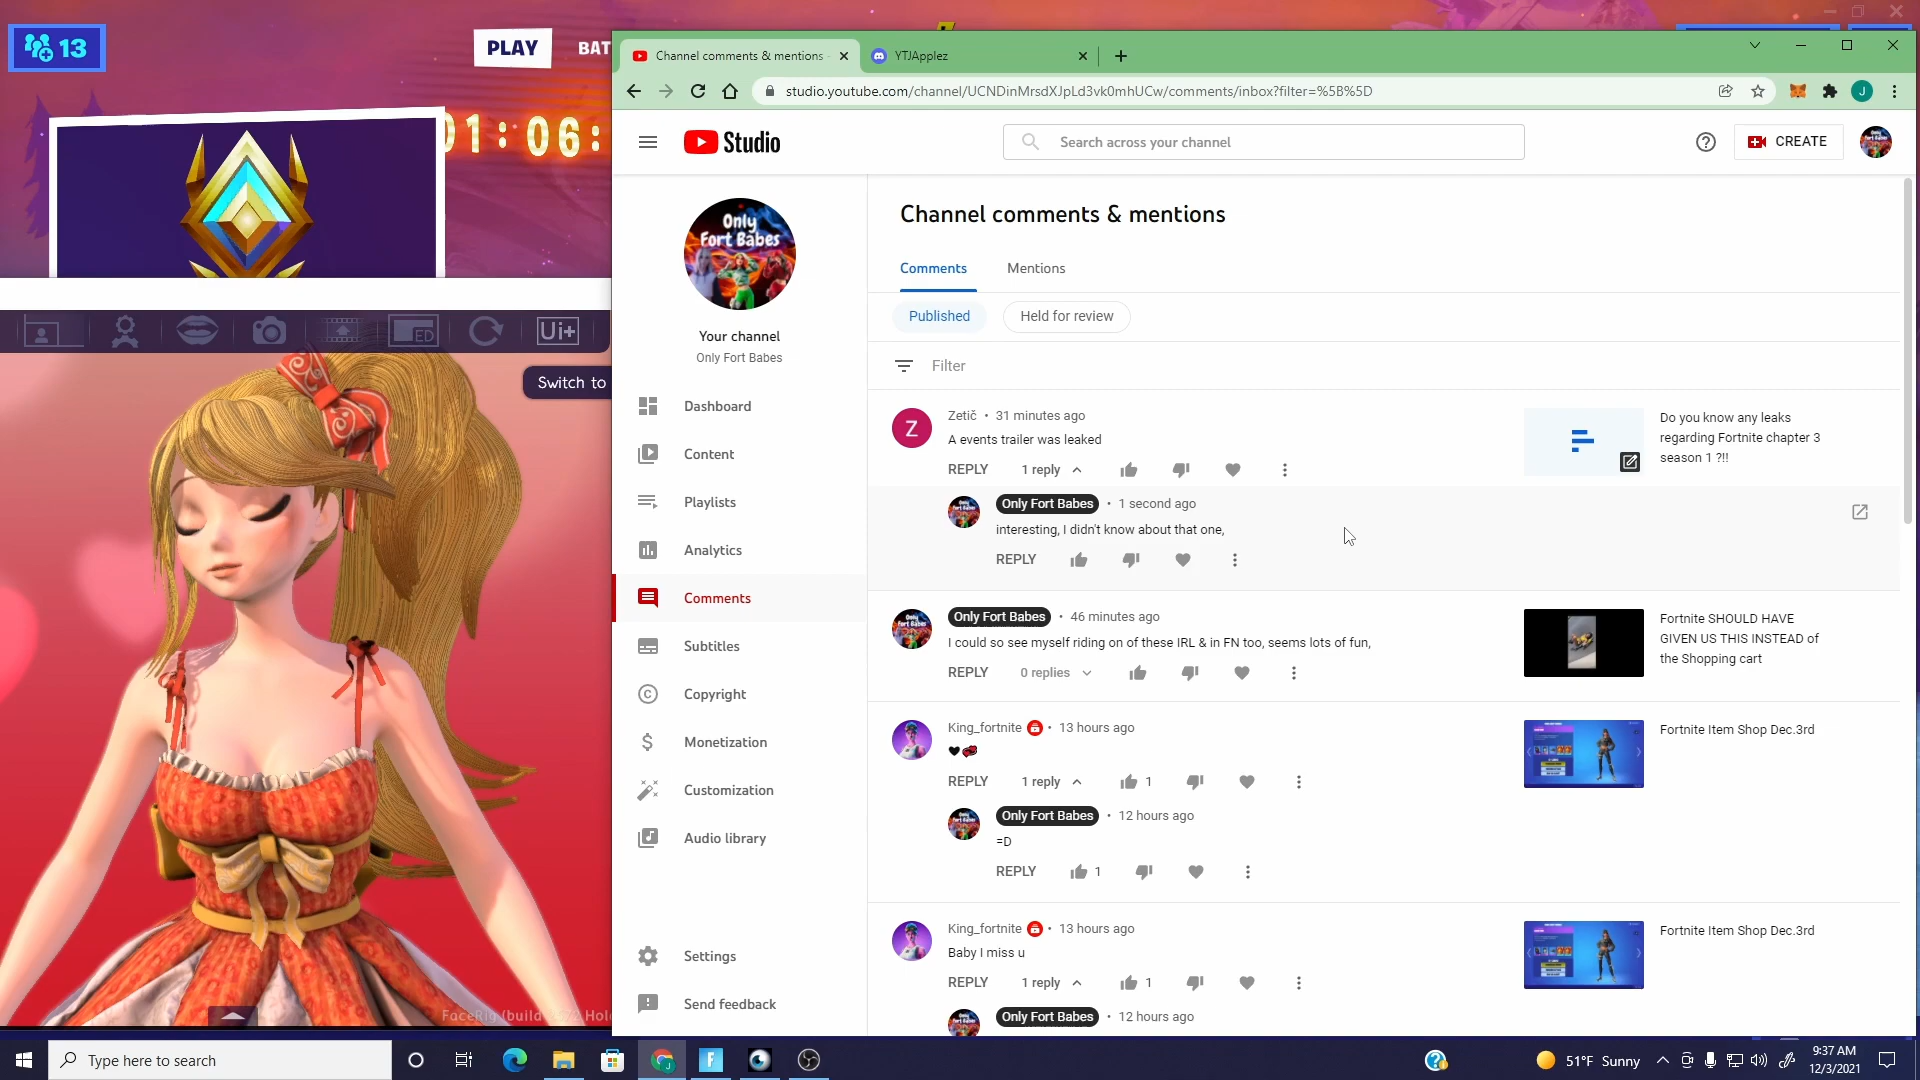 13
PLAY
BAT
01:06:
Switch to
FaceRig (build
Channel comments & mentions -
YTJApplez
studio.youtube.com/channel/UCNDinMrsdXJpLd3vk0mhUCw/comments/inbox?filter=%5B%5D
J
Studio
Search across your channel
CREATE
Only
Fort Babes
Your channel
Only Fort Babes
Dashboard
Content
Playlists
Analytics
Comments
Subtitles
Copyright
Monetization
Customization
Audio library
Settings
Send feedback
Channel comments & mentions
Comments
Mentions
Published
Held for review
Filter
Z
Zetič • 31 minutes ago
A events trailer was leaked
REPLY 1 reply
Do you know any leaks
regarding Fortnite chapter 3
season 1 ?!!
Only Fort Babes • 1 second ago
interesting, I didn't know about that one,
REPLY
Only Fort Babes • 46 minutes ago
I could so see myself riding on of these IRL & in FN too, seems lots of fun,
REPLY 0 replies
Fortnite SHOULD HAVE
GIVEN US THIS INSTEAD of
the Shopping cart
King_fortnite • 13 hours ago
🖤💞
REPLY 1 reply 1
Fortnite Item Shop Dec.3rd
Only Fort Babes • 12 hours ago
=D
REPLY 1
King_fortnite • 13 hours ago
Baby I miss u
REPLY 1 reply 1
Fortnite Item Shop Dec.3rd
Only Fort Babes • 12 hours ago
Ui+
ED
Type here to search
51°F Sunny
9:37 AM
12/3/2021